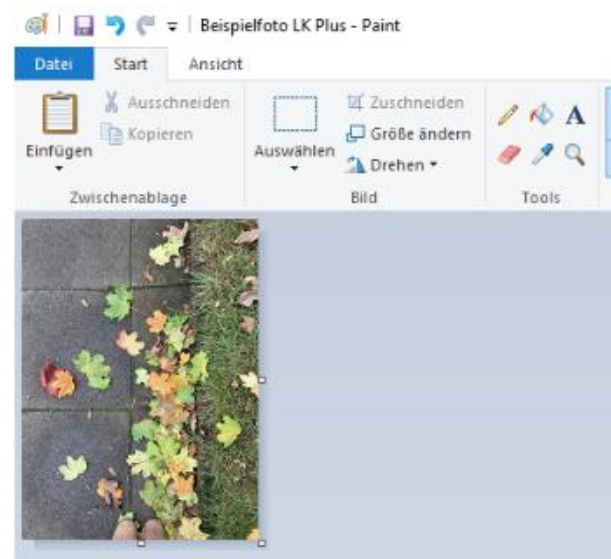 Beispielfoto LK Plus - Paint
Datei Start Ansicht
Einfügen
Ausschneiden
Kopieren
Zwischenablage
Auswählen
Zuschneiden
Größe ändern
Drehen
Bild
A
Tools